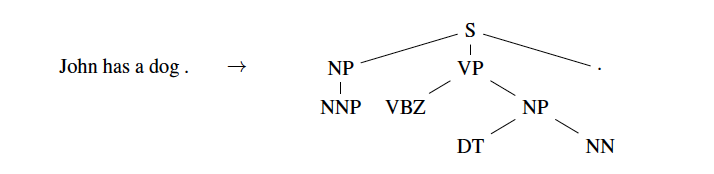 S
John has a dog . → NP VP .
NNP VBZ NP
DT NN